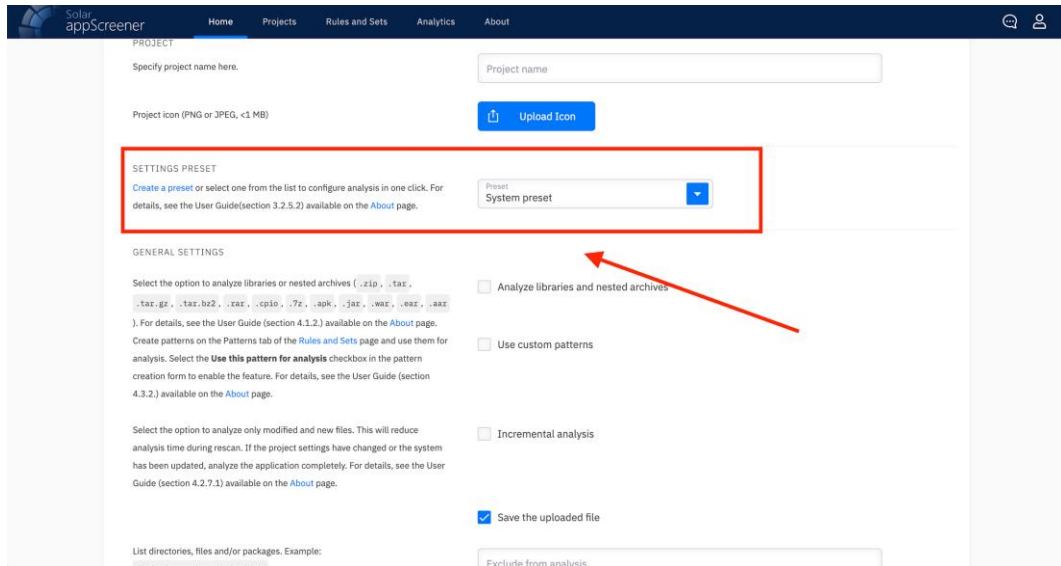 Solar
appScreener
Home Projects Rules and Sets Analytics About
PROJECT
Specify project name here.
Project name
Project icon (PNG or JPEG, <1 MB)
Upload Icon
SETTINGS PRESET
Create a preset or select one from the list to configure analysis in one click. For
details, see the User Guide(section 3.2.5.2) available on the About page.
Preset
System preset
GENERAL SETTINGS
Select the option to analyze libraries or nested archives ( .zip , .tar ,
.tar.gz , .tar.bz2 , .rar , .cpio , .7z , .apk , .jar , .war , .ear , .aar
). For details, see the User Guide (section 4.1.2.) available on the About page.
Analyze libraries and nested archives
Create patterns on the Patterns tab of the Rules and Sets page and use them for
analysis. Select the Use this pattern for analysis checkbox in the pattern
creation form to enable the feature. For details, see the User Guide (section
4.3.2.) available on the About page.
Use custom patterns
Select the option to analyze only modified and new files. This will reduce
analysis time during rescan. If the project settings have changed or the system
has been updated, analyze the application completely. For details, see the User
Guide (section 4.2.7.1) available on the About page.
Incremental analysis
Save the uploaded file
List directories, files and/or packages. Example:
Exclude from analysis